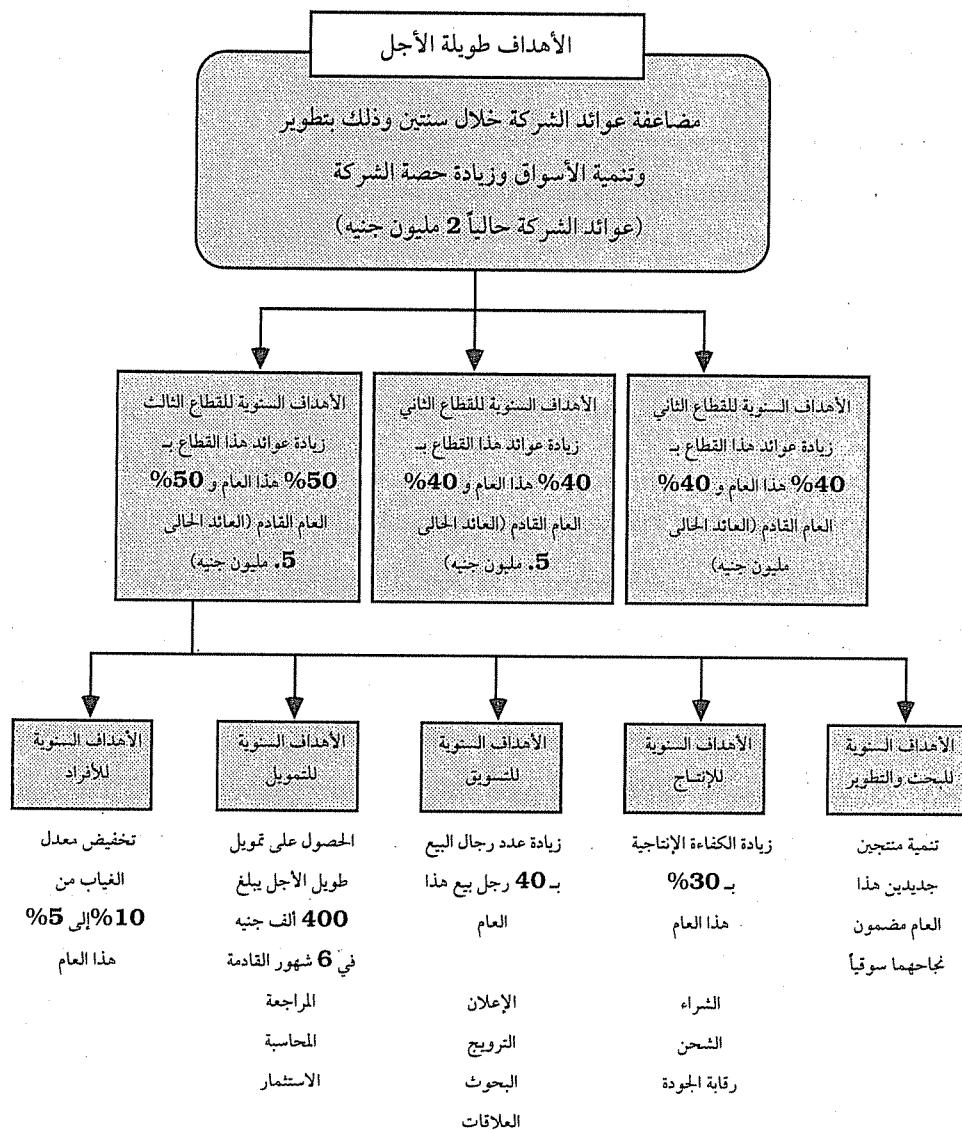 الأهداف طويلة الأجل
مضاعفة عوائد الشركة خلال سنتين وذلك بتطوير
وتنمية الأسواق وزيادة حصة الشركة
(عوائد الشركة حالياً 2 مليون جنيه)
الأهداف السنوية للقطاع الثاني
زيادة عوائد هذا القطاع بـ
40% هذا العام و 40%
العام القادم (العائد الحالى
مليون جنيه)
الأهداف السنوية للقطاع الثاني
زيادة عوائد هذا القطاع بـ
40% هذا العام و 40%
العام القادم (العائد الحالى
5. مليون جنيه)
الأهداف السنوية للقطاع الثالث
زيادة عوائد هذا القطاع بـ
50% هذا العام و 50%
العام القادم (العائد الحالى
5. مليون جنيه)
الأهداف السنوية
للبحث والتطوير
تنمية منتجين
جديدين هذا
العام مضمون
نجاحهما سوقياً
الأهداف السنوية
للإنتاج
زيادة الكفاءة الإنتاجية
بـ 30%
هذا العام
الشراء
الشحن
رقابة الجودة
الأهداف السنوية
للتسويق
زيادة عدد رجال البيع
بـ 40 رجل بيع هذا
العام
الإعلان
الترويج
البحوث
العلاقات
الأهداف السنوية
للتمويل
الحصول على تمويل
طويل الأجل يبلغ
400 ألف جنيه
في 6 شهور القادمة
المراجعة
المحاسبة
الاستثمار
الأهداف السنوية
للأفراد
تخفيض معدل
الغياب من
10% إلى 5%
هذا العام